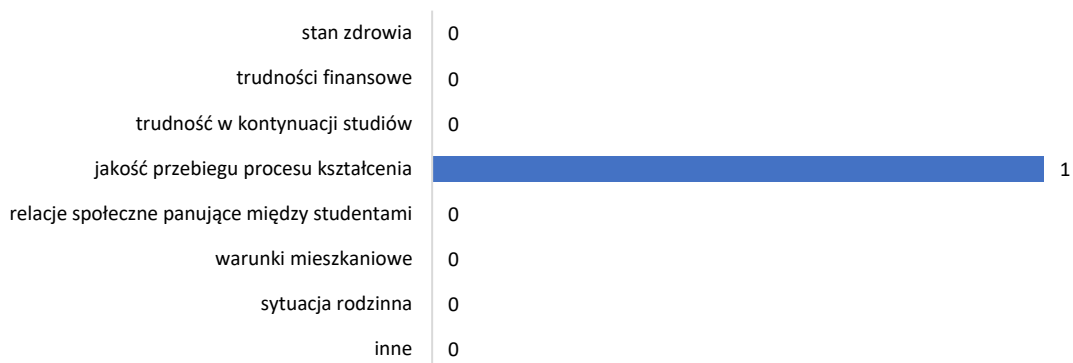 stan zdrowia 0
trudności finansowe 0
trudność w kontynuacji studiów 0
jakość przebiegu procesu kształcenia 1
relacje społeczne panujące między studentami 0
warunki mieszkaniowe 0
sytuacja rodzinna 0
inne 0